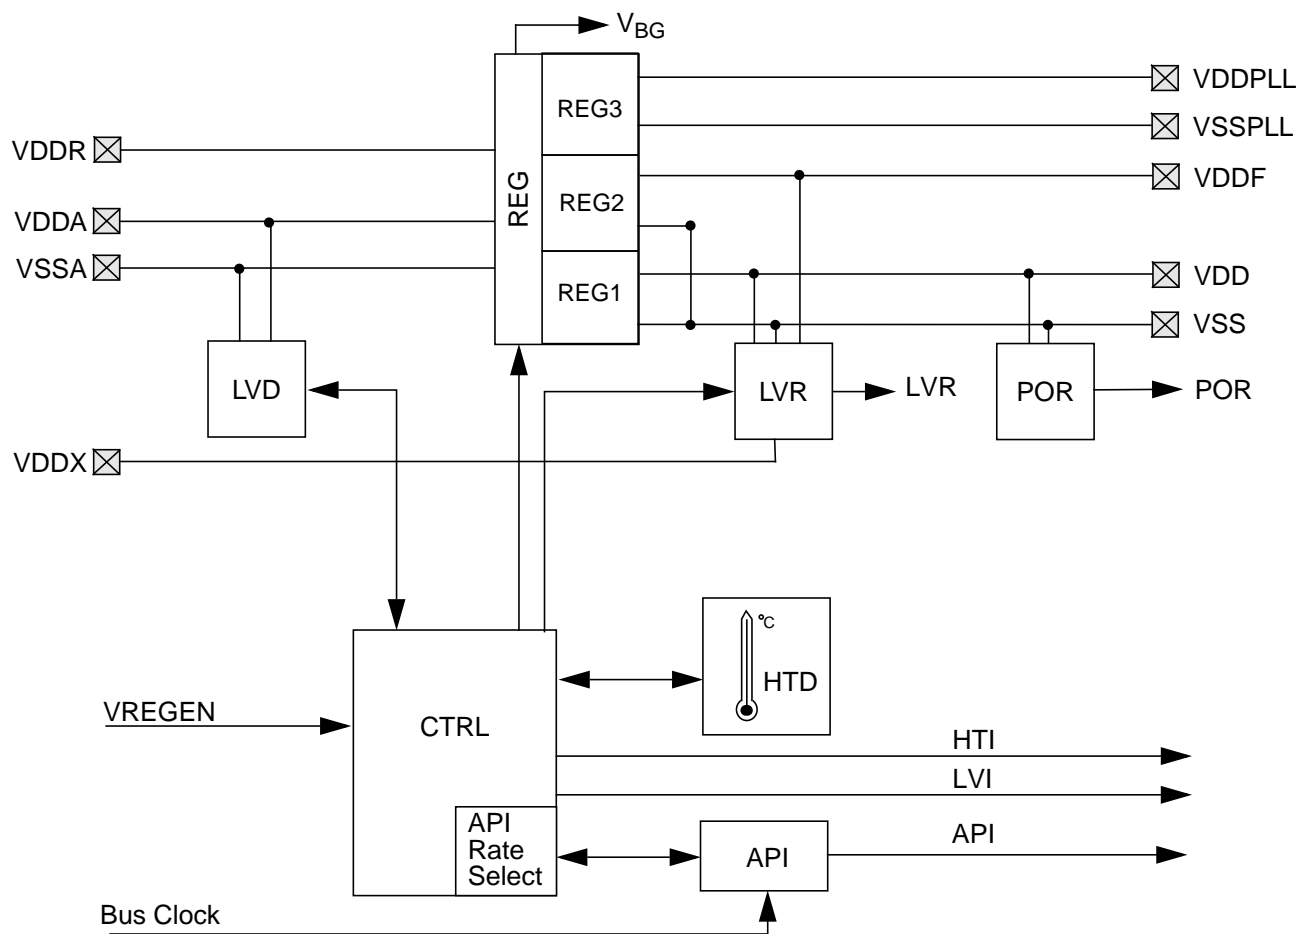 VBG
VDDPLL
REG3
VSSPLL
VDDR
VDDF
REG
REG2
VDDA
VSSA
VDD
REG1
VSS
LVD
LVR
LVR
POR
POR
VDDX
°C
HTD
VREGEN
CTRL
HTI
LVI
API
Rate
Select
API
API
Bus Clock